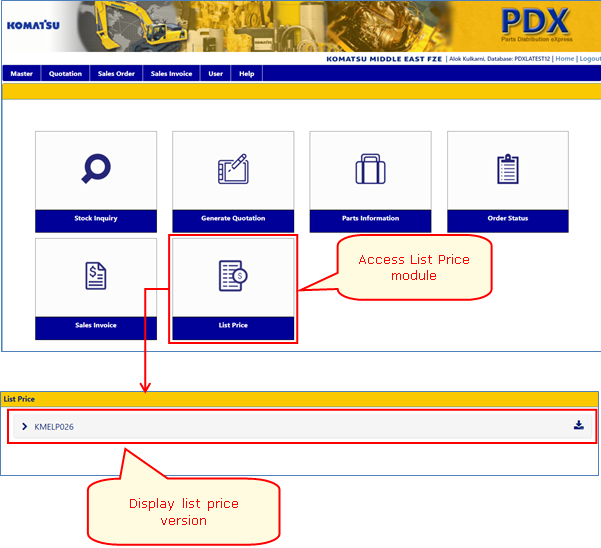 KOMATSU
PDX
Parts Distribution eXpress
KOMATSU MIDDLE EAST FZE | Alok Kulkarni, Database: PDXLATEST12 | Home | Logout
Master Quotation Sales Order Sales Invoice User Help
Stock Inquiry Generate Quotation Parts Information Order Status
Access List Price
module
Sales Invoice List Price
List Price
KMELP026
Display list price
version